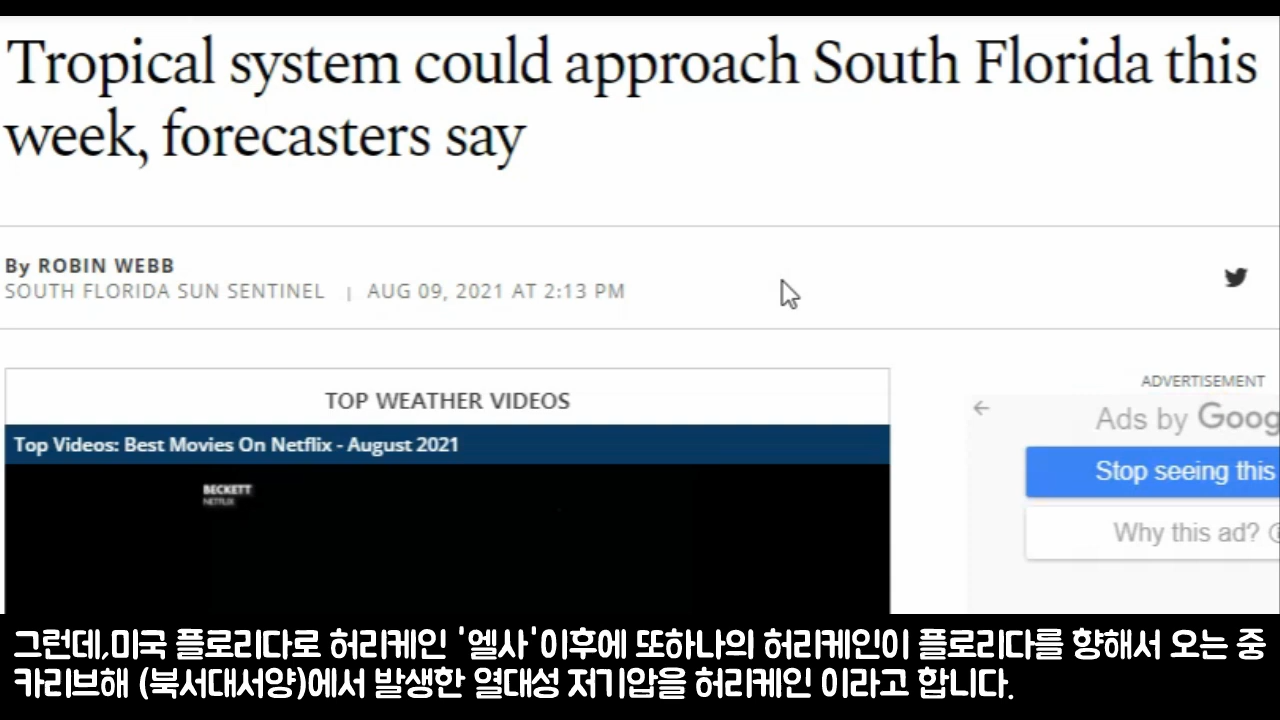 Tropical system could approach South Florida this
week, forecasters say
By ROBIN WEBB
SOUTH FLORIDA SUN SENTINEL | AUG 09, 2021 AT 2:13 PM
TOP WEATHER VIDEOS
Top Videos: Best Movies On Netflix - August 2021
BECKETT
NETFLIX
ADVERTISEMENT
Ads by Goog
Stop seeing this
Why this ad?
그런데,미국 플로리다로 허리케인 '엘사'이후에 또하나의 허리케인이 플로리다를 향해서 오는 중
카리브해 (북서대서양)에서 발생한 열대성 저기압을 허리케인 이라고 합니다.